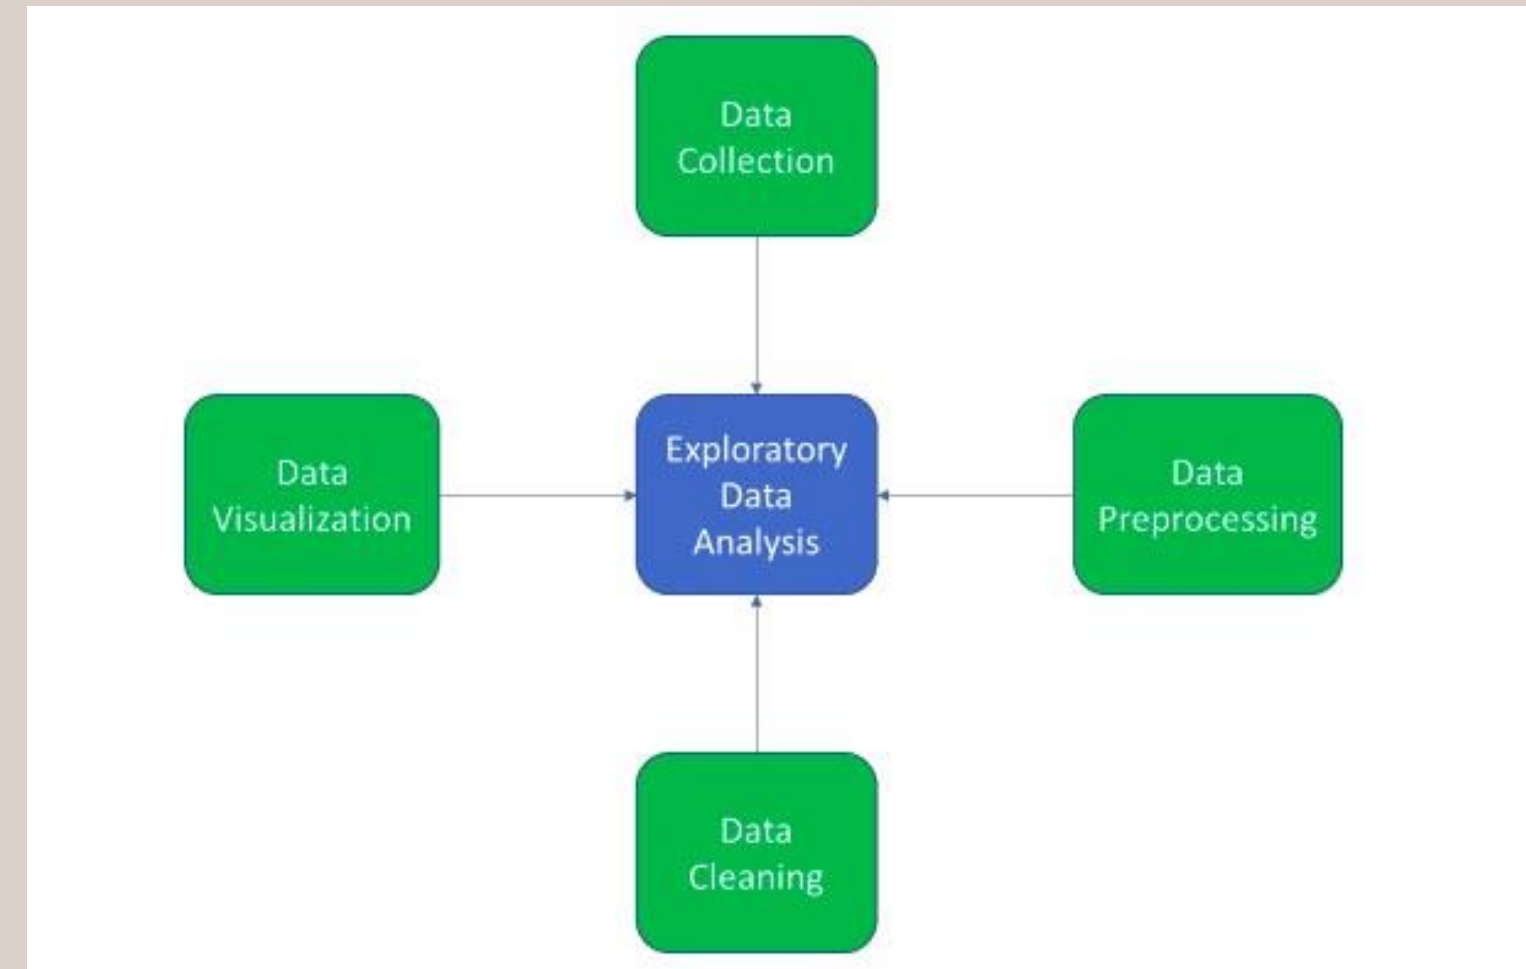 Data
Collection
Data
Visualization
Exploratory
Data
Analysis
Data
Preprocessing
Data
Cleaning